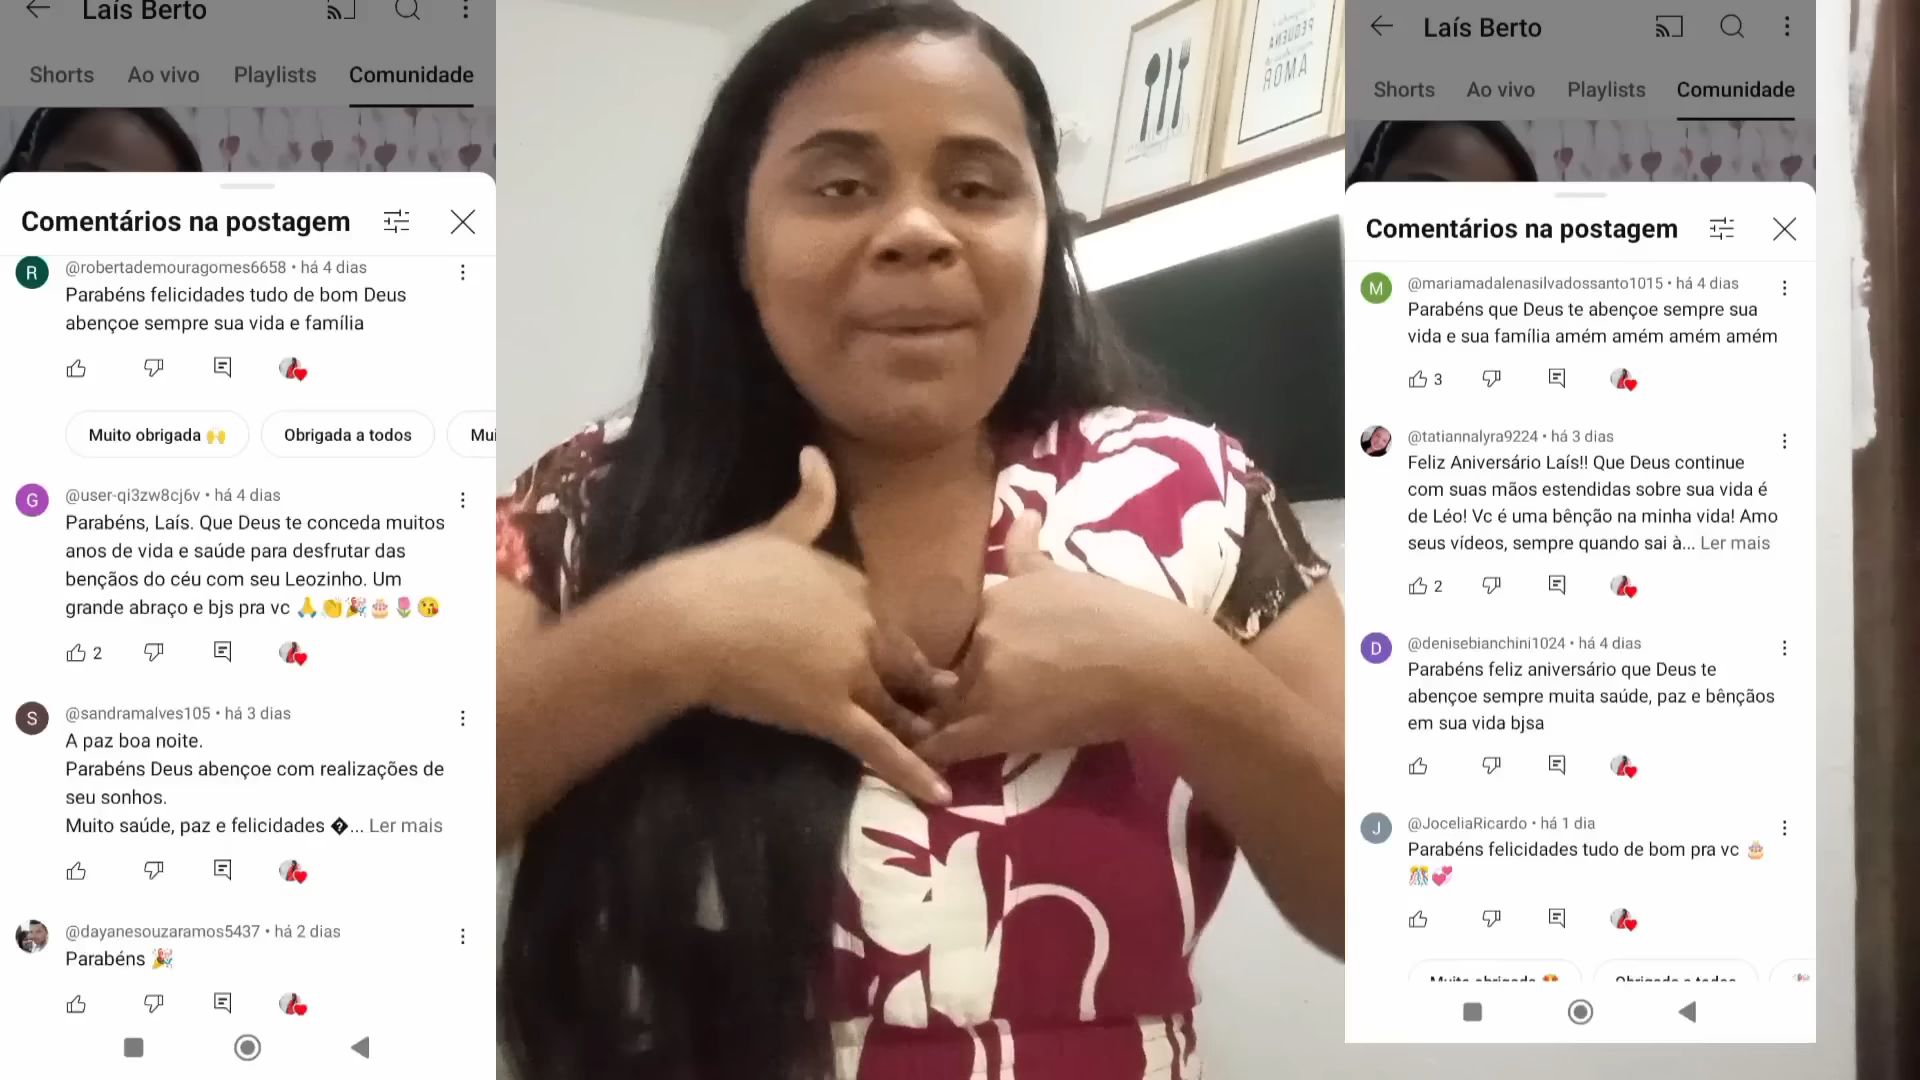 Laís Berto
Shorts
Ao vivo
Playlists
Comunidade
Comentários na postagem
@robertademouragomes6658 • há 4 dias
Parabéns felicidades tudo de bom Deus
abençoe sempre sua vida e família
Muito obrigada 🙌
Obrigada a todos
Mui
@user-qi3zw8cj6v • há 4 dias
Parabéns, Laís. Que Deus te conceda muitos
anos de vida e saúde para desfrutar das
bençãos do céu com seu Leozinho. Um
grande abraço e bjs pra vc 🙏👏🎉🎂🌷😘
2
@sandramalves105 • há 3 dias
A paz boa noite.
Parabéns Deus abençoe com realizações de
seu sonhos.
Muito saúde, paz e felicidades �... Ler mais
@dayanesouzaramos5437 • há 2 dias
Parabéns 🎉
PEQUENA
AMOR
Laís Berto
Shorts
Ao vivo
Playlists
Comunidade
Comentários na postagem
@mariamadalenasilvadossanto1015 • há 4 dias
Parabéns que Deus te abençoe sempre sua
vida e sua família amém amém amém amém
3
@tatiannalyra9224 • há 3 dias
Feliz Aniversário Laís!! Que Deus continue
com suas mãos estendidas sobre sua vida é
de Léo! Vc é uma bênção na minha vida! Amo
seus vídeos, sempre quando sai à... Ler mais
2
@denisebianchini1024 • há 4 dias
Parabéns feliz aniversário que Deus te
abençoe sempre muita saúde, paz e bênçãos
em sua vida bjsa
@JoceliaRicardo • há 1 dia
Parabéns felicidades tudo de bom pra vc 🎂
🎊💞
Muito obrigada 😍
Obrigada a todos